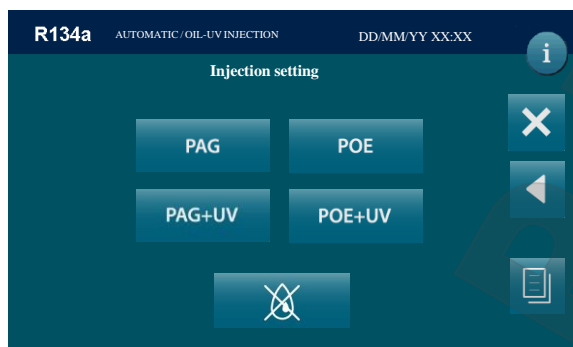 R134a AUTOMATIC / OIL-UV INJECTION DD/MM/YY XX:XX
i
Injection setting
PAG POE
PAG+UV POE+UV